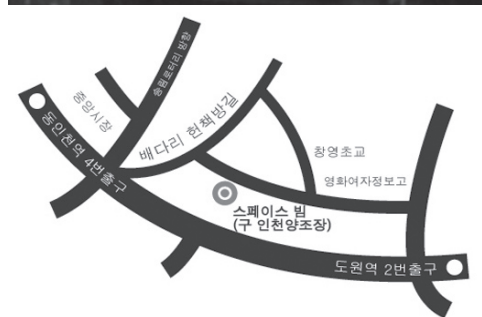 송림로터리 방향
중앙시장
배다리 헌책방길
동인천역 4번출구
창영초교
영화여자정보고
스페이스 빔
(구 인천양조장)
도원역 2번출구